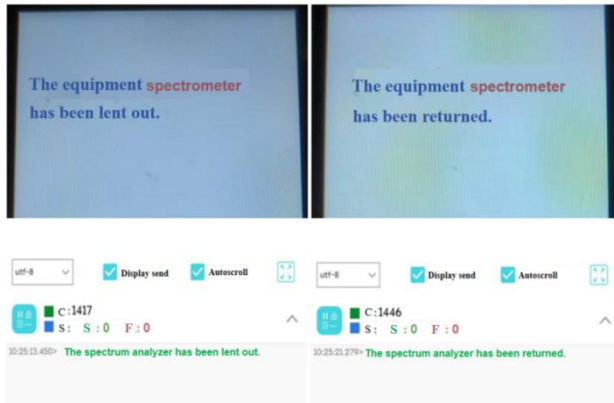 The equipment spectrometer
has been lent out.
The equipment spectrometer
has been returned.
utf-8
Display send
Autoscroll
C:1417
S: S :0 F:0
10:25:13.450> The spectrum analyzer has been lent out.
utf-8
Display send
Autoscroll
C:1446
S: S :0 F :0
10:25:21.279> The spectrum analyzer has been returned.